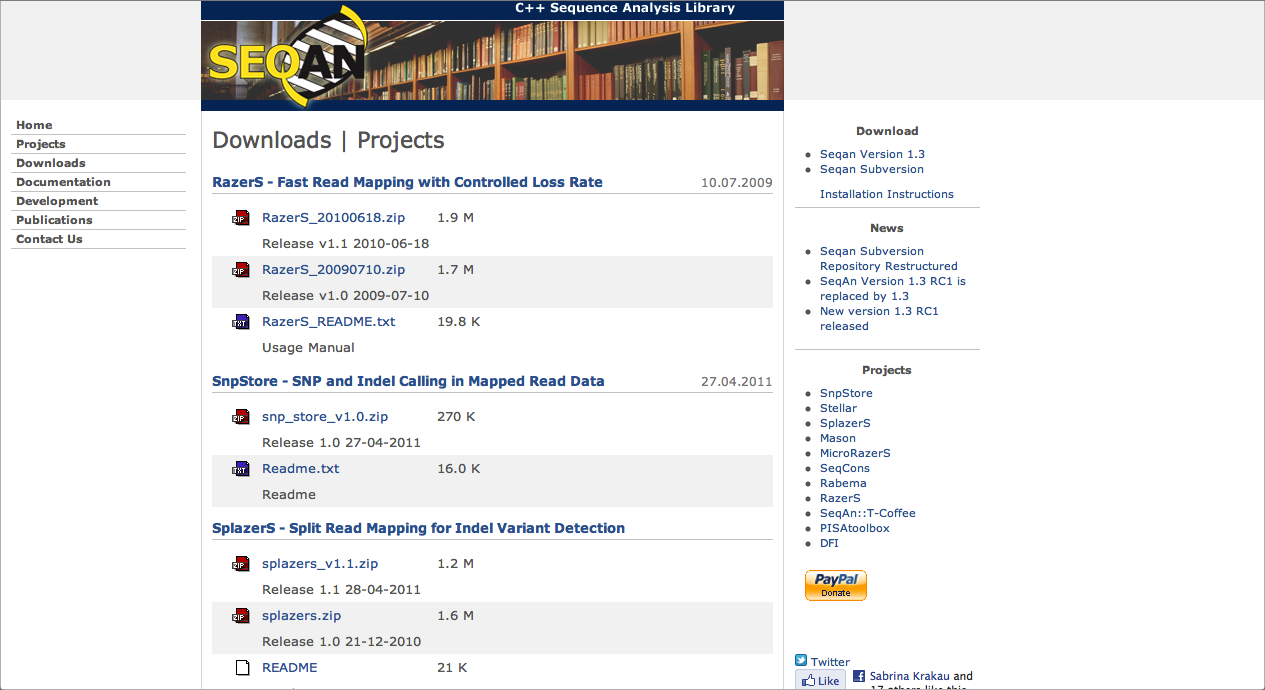 C++ Sequence Analysis Library
SEQAN
Home
Projects
Downloads
Documentation
Development
Publications
Contact Us
Downloads | Projects
RazerS - Fast Read Mapping with Controlled Loss Rate 10.07.2009
ZIP RazerS_20100618.zip 1.9 M
Release v1.1 2010-06-18
ZIP RazerS_20090710.zip 1.7 M
Release v1.0 2009-07-10
TXT RazerS_README.txt 19.8 K
Usage Manual
SnpStore - SNP and Indel Calling in Mapped Read Data 27.04.2011
ZIP snp_store_v1.0.zip 270 K
Release 1.0 27-04-2011
TXT Readme.txt 16.0 K
Readme
SplazerS - Split Read Mapping for Indel Variant Detection
ZIP splazers_v1.1.zip 1.2 M
Release 1.1 28-04-2011
ZIP splazers.zip 1.6 M
Release 1.0 21-12-2010
README 21 K
Download
Seqan Version 1.3
Seqan Subversion
Installation Instructions
News
Seqan Subversion
Repository Restructured
SeqAn Version 1.3 RC1 is
replaced by 1.3
New version 1.3 RC1
released
Projects
SnpStore
Stellar
SplazerS
Mason
MicroRazerS
SeqCons
Rabema
RazerS
SeqAn::T-Coffee
PISAtoolbox
DFI
PayPal
Donate
Twitter
Like
Sabrina Krakau and
17 others like this